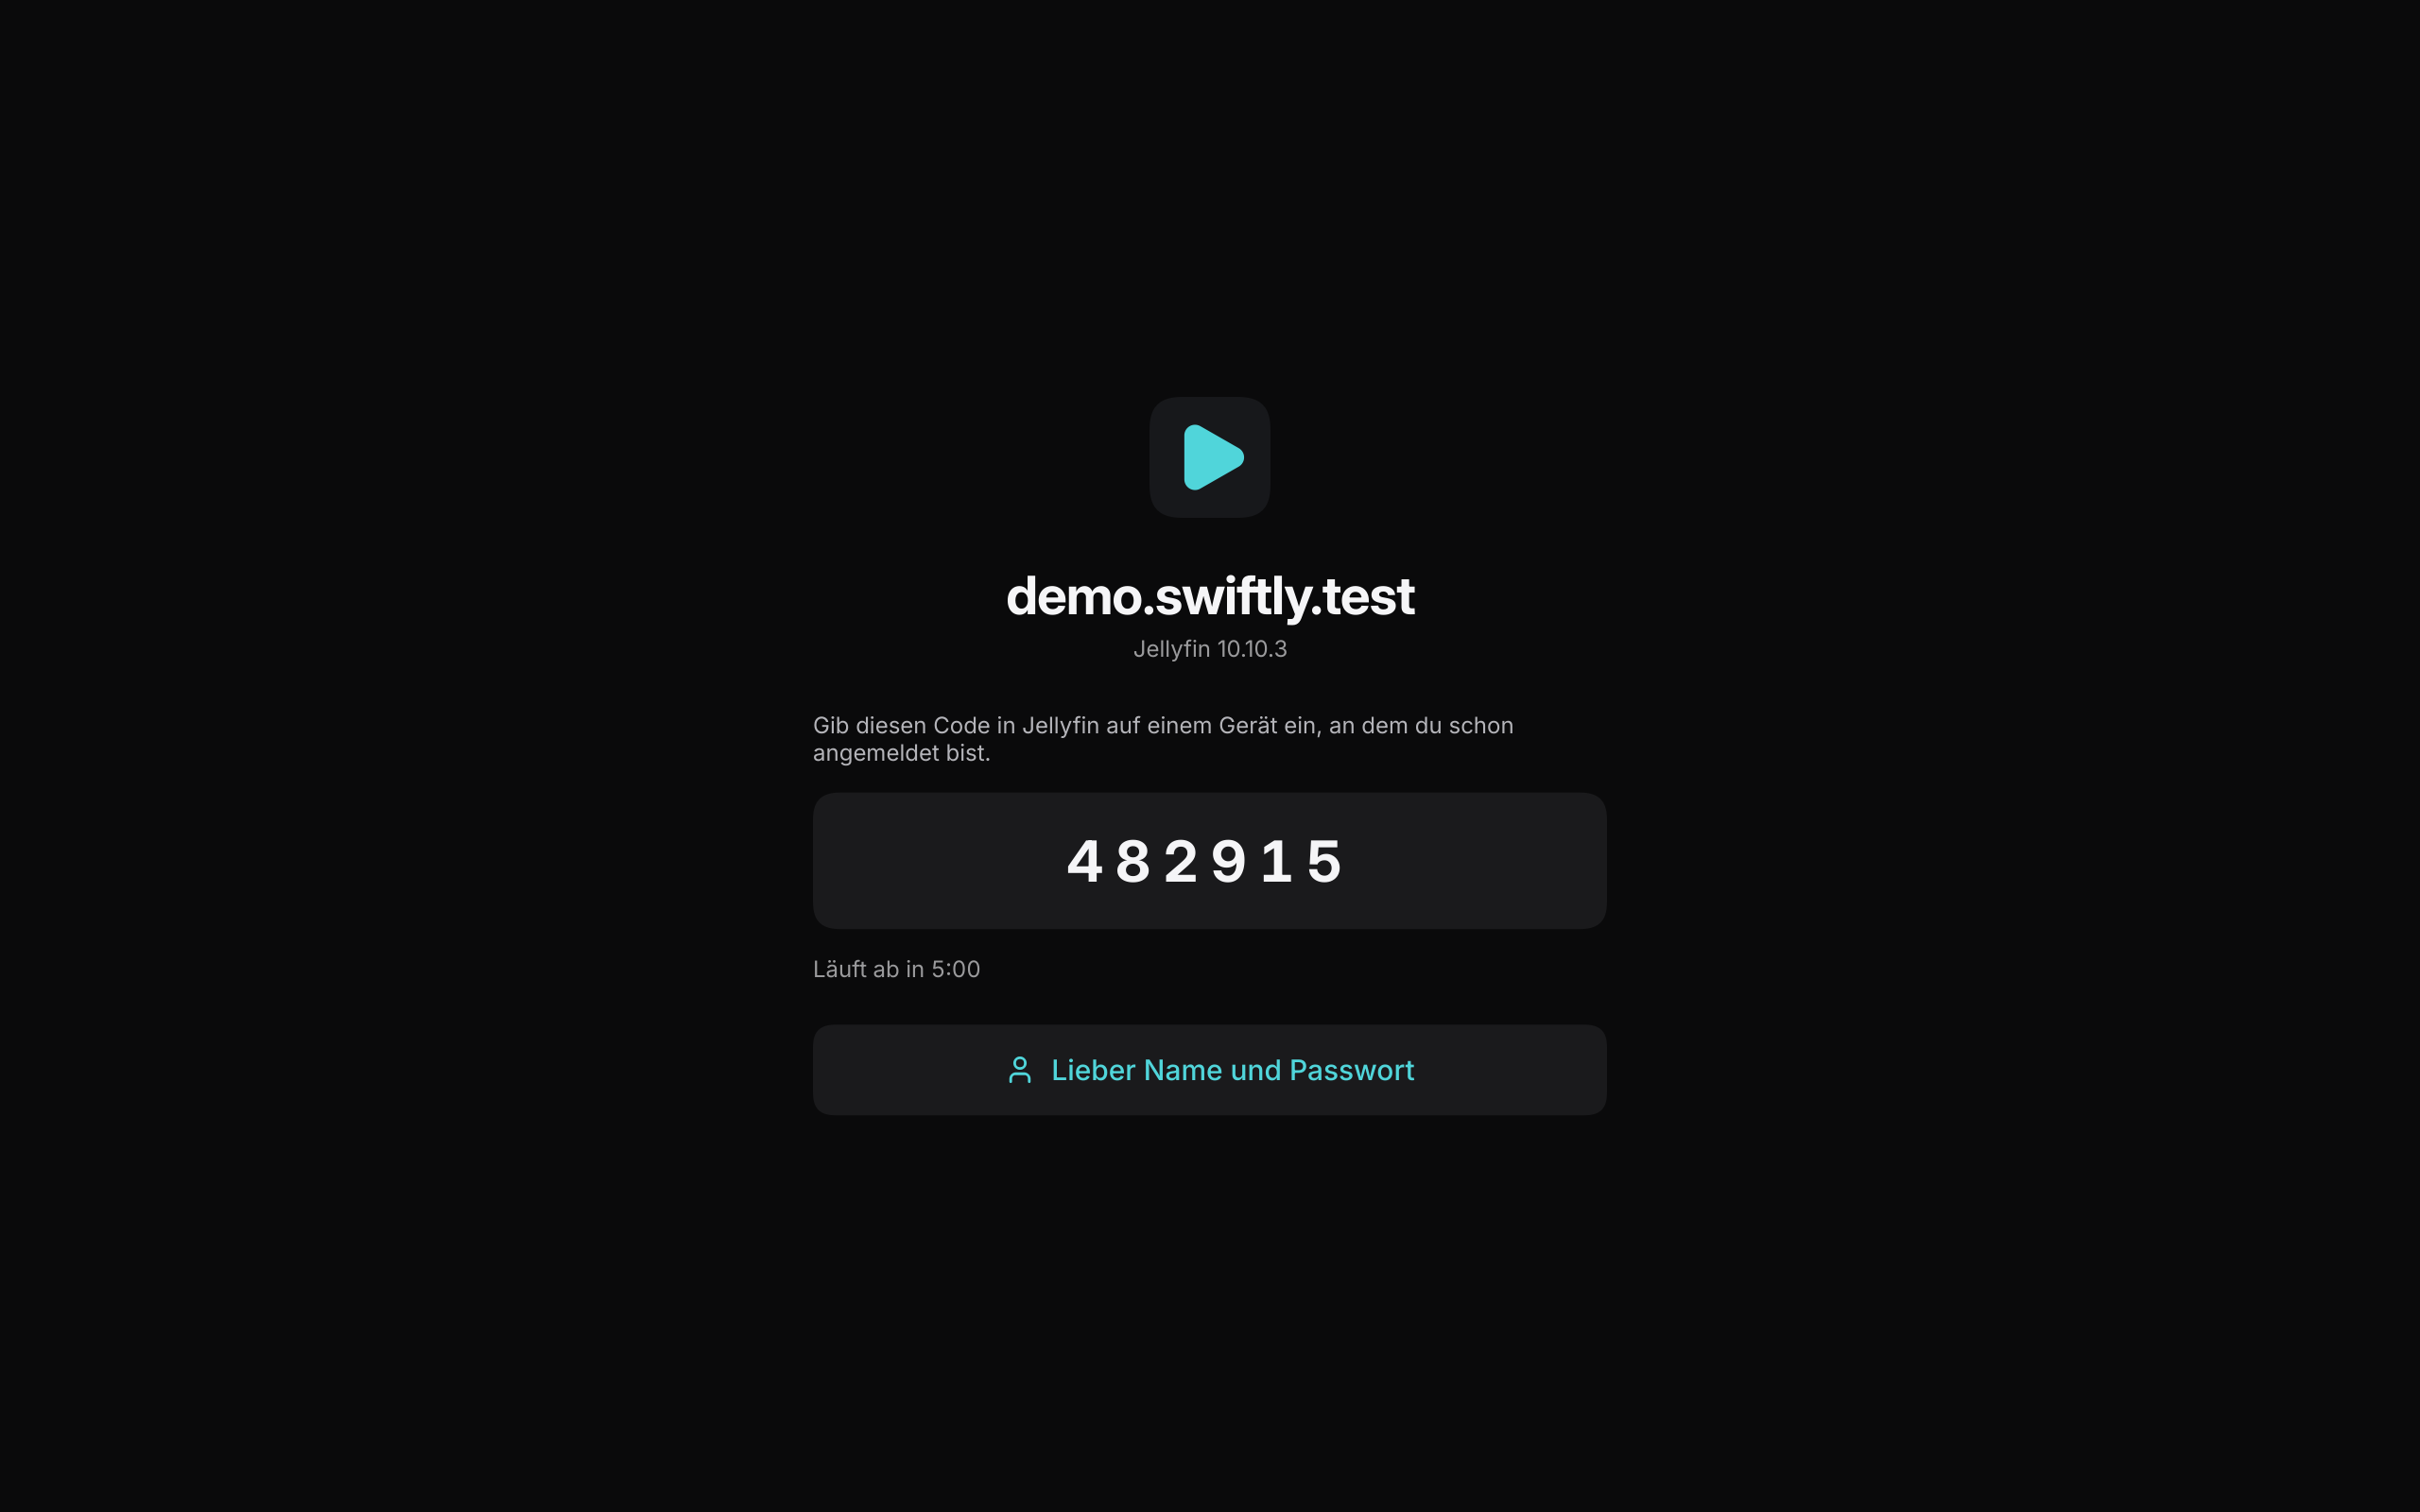 demo.swiftly.test
Jellyfin 10.10.3
Gib diesen Code in Jellyfin auf einem Gerät ein, an dem du schon
angemeldet bist.
482915
Läuft ab in 5:00
Lieber Name und Passwort